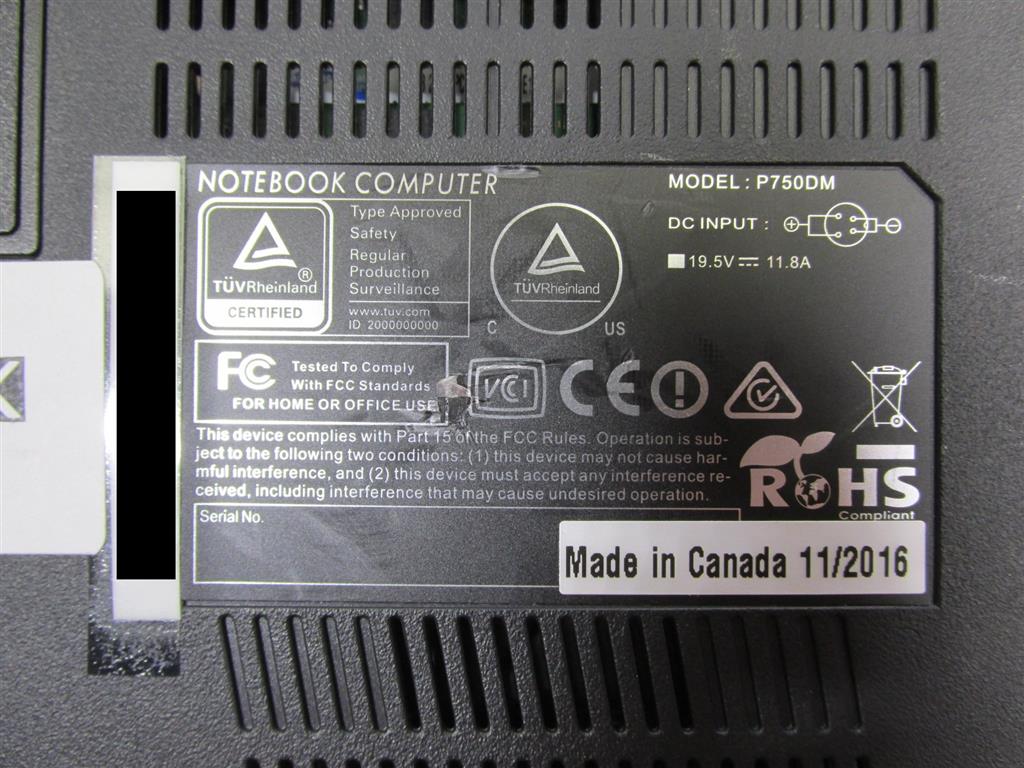 NOTEBOOK COMPUTER
MODEL : P750DM
DC INPUT :
19.5V 11.8A
TÜVRheinland
®
CERTIFIED
Type Approved
Safety
Regular
Production
Surveillance
www.tuv.com
ID 2000000000
TÜVRheinland
C US
FC
Tested To Comply
With FCC Standards
FOR HOME OR OFFICE USE
VCI
CE
This device complies with Part 15 of the FCC Rules. Operation is sub-
ject to the following two conditions: (1) this device may not cause har-
mful interference, and (2) this device must accept any interference re-
ceived, including interference that may cause undesired operation.
RoHS
Compliant
Serial No.
Made in Canada 11/2016